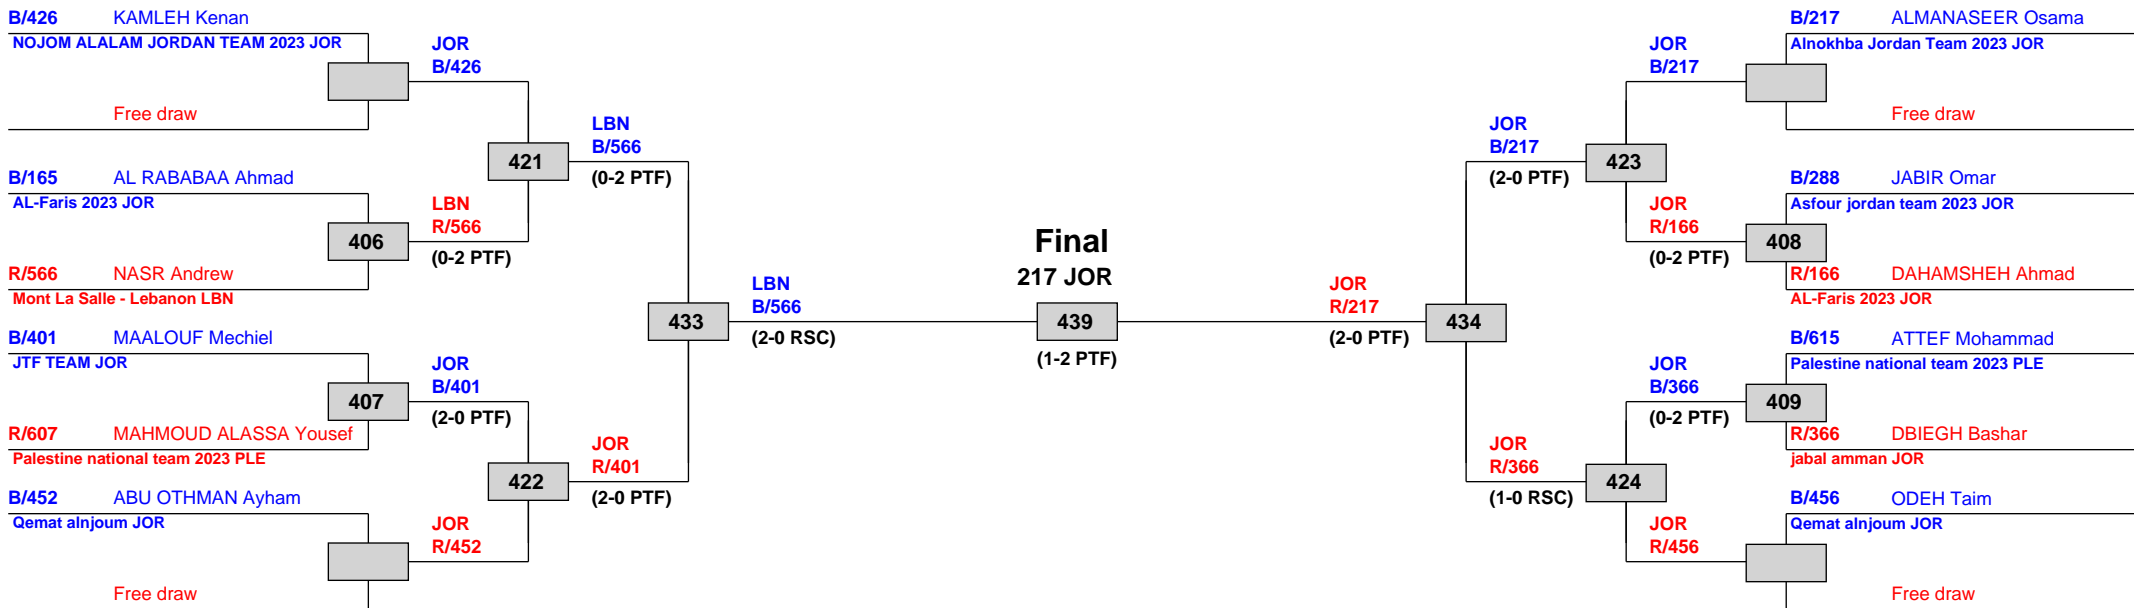 B/426 KAMLEH Kenan
NOJOM ALALAM JORDAN TEAM 2023 JOR
Free draw
B/165 AL RABABAA Ahmad
AL-Faris 2023 JOR
406
R/566 NASR Andrew
Mont La Salle - Lebanon LBN
B/401 MAALOUF Mechiel
JTF TEAM JOR
407
R/607 MAHMOUD ALASSA Yousef
Palestine national team 2023 PLE
B/452 ABU OTHMAN Ayham
Qemat alnjoum JOR
Free draw
JOR
B/426
421
LBN
R/566
(0-2 PTF)
JOR
B/401
(2-0 PTF)
422
JOR
R/452
LBN
B/566
(0-2 PTF)
433
JOR
R/401
(2-0 PTF)
LBN
B/566
(2-0 RSC)
Final
217 JOR
439
(1-2 PTF)
JOR
R/217
(2-0 PTF)
434
JOR
B/217
(2-0 PTF)
JOR
R/366
(1-0 RSC)
423
424
JOR
B/217
JOR
R/166
(0-2 PTF)
JOR
B/366
(0-2 PTF)
JOR
R/456
B/217 ALMANASEER Osama
Alnokhba Jordan Team 2023 JOR
Free draw
B/288 JABIR Omar
Asfour jordan team 2023 JOR
408
R/166 DAHAMSHEH Ahmad
AL-Faris 2023 JOR
B/615 ATTEF Mohammad
Palestine national team 2023 PLE
409
R/366 DBIEGH Bashar
jabal amman JOR
B/456 ODEH Taim
Qemat alnjoum JOR
Free draw